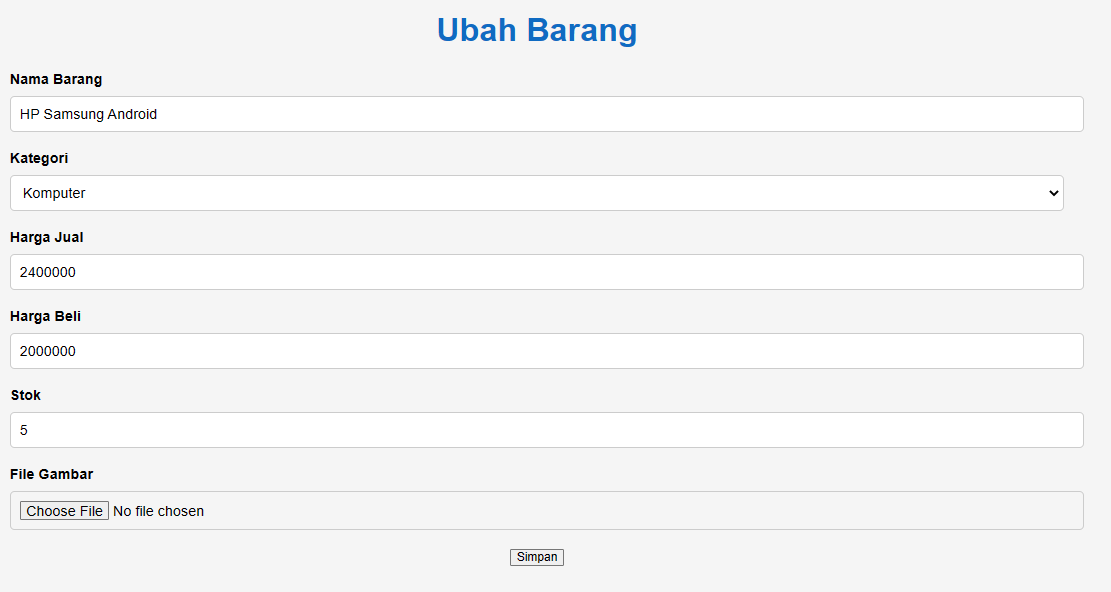 Ubah Barang
Nama Barang
HP Samsung Android
Kategori
Komputer
Harga Jual
2400000
Harga Beli
2000000
Stok
5
File Gambar
Choose File No file chosen
Simpan